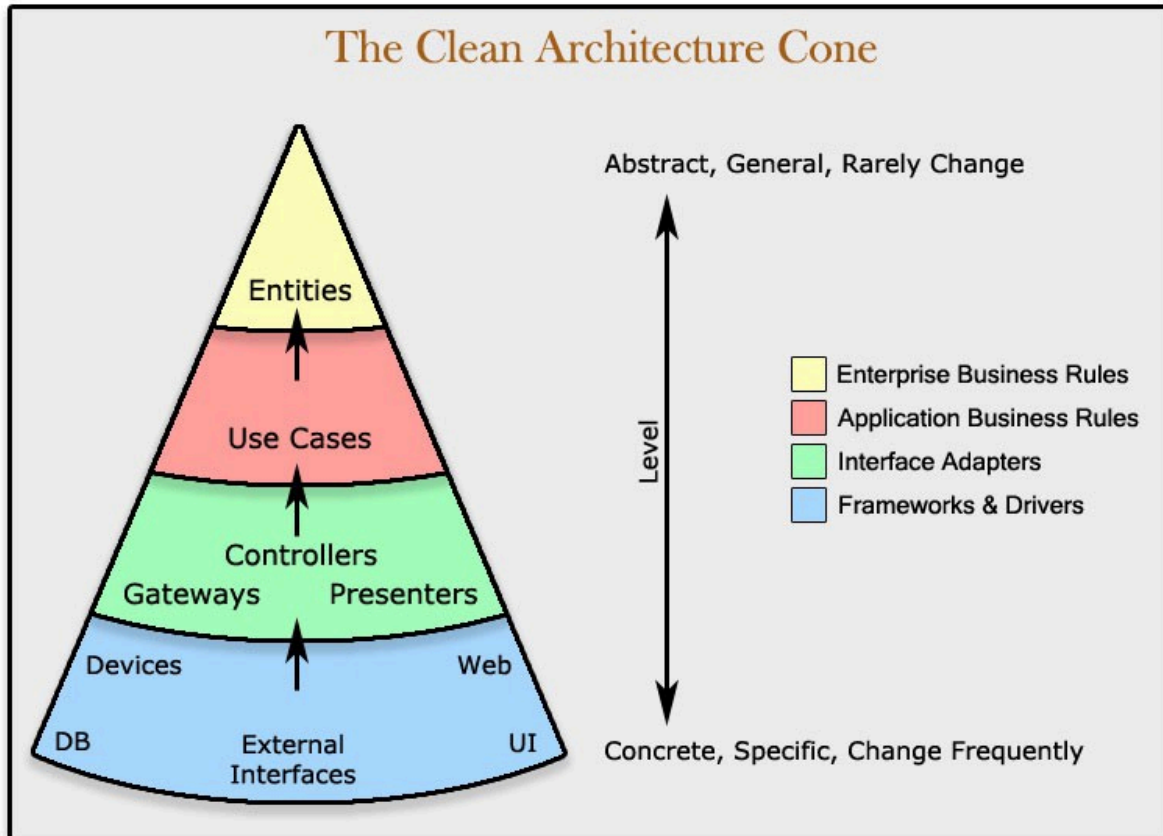 The Clean Architecture Cone
Abstract, General, Rarely Change
Entities
Use Cases
Controllers
Gateways Presenters
Devices Web
DB External Interfaces UI
Level
Enterprise Business Rules
Application Business Rules
Interface Adapters
Frameworks & Drivers
Concrete, Specific, Change Frequently